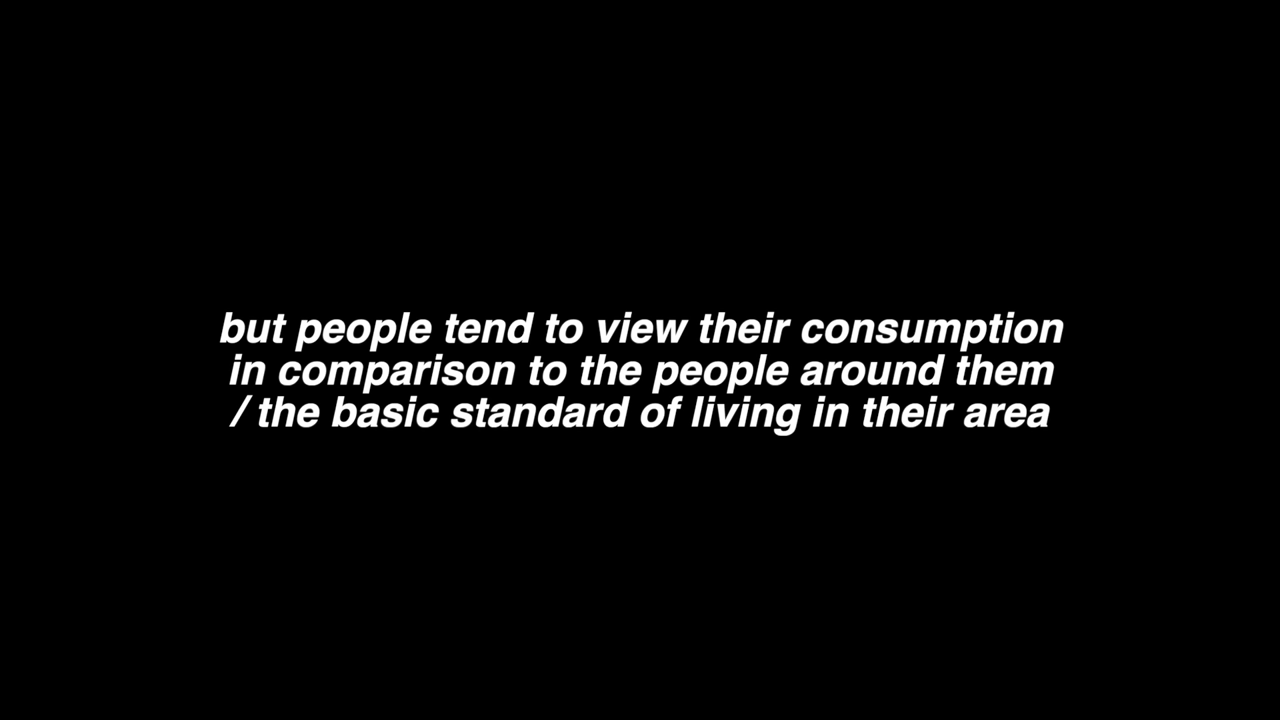 but people tend to view their consumption
in comparison to the people around them
/ the basic standard of living in their area